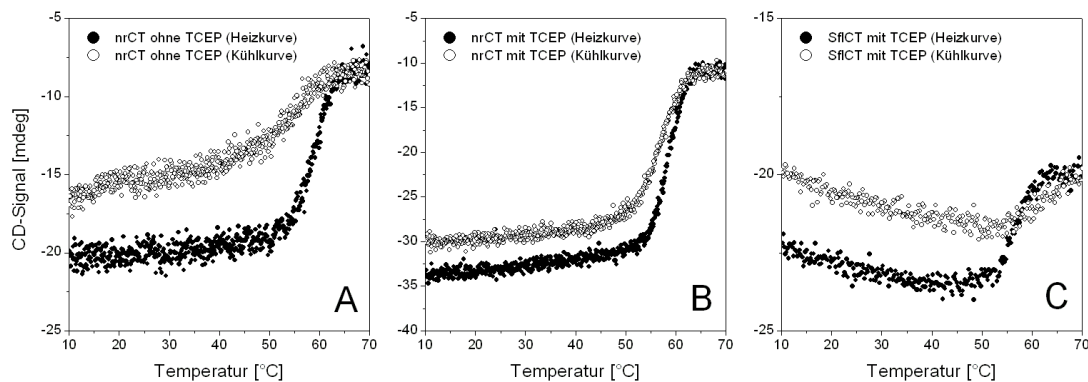 nrCT ohne TCEP (Heizkurve)
nrCT ohne TCEP (Kühlkurve)
-5
-10
-15
-20
-25
10 20 30 40 50 60 70
CD-Signal [mdeg]
Temperatur [°C]
A
nrCT mit TCEP (Heizkurve)
nrCT mit TCEP (Kühlkurve)
-5
-10
-15
-20
-25
-30
-35
-40
10 20 30 40 50 60 70
Temperatur [°C]
B
SflCT mit TCEP (Heizkurve)
SflCT mit TCEP (Kühlkurve)
-15
-20
-25
10 20 30 40 50 60 70
Temperatur [°C]
C